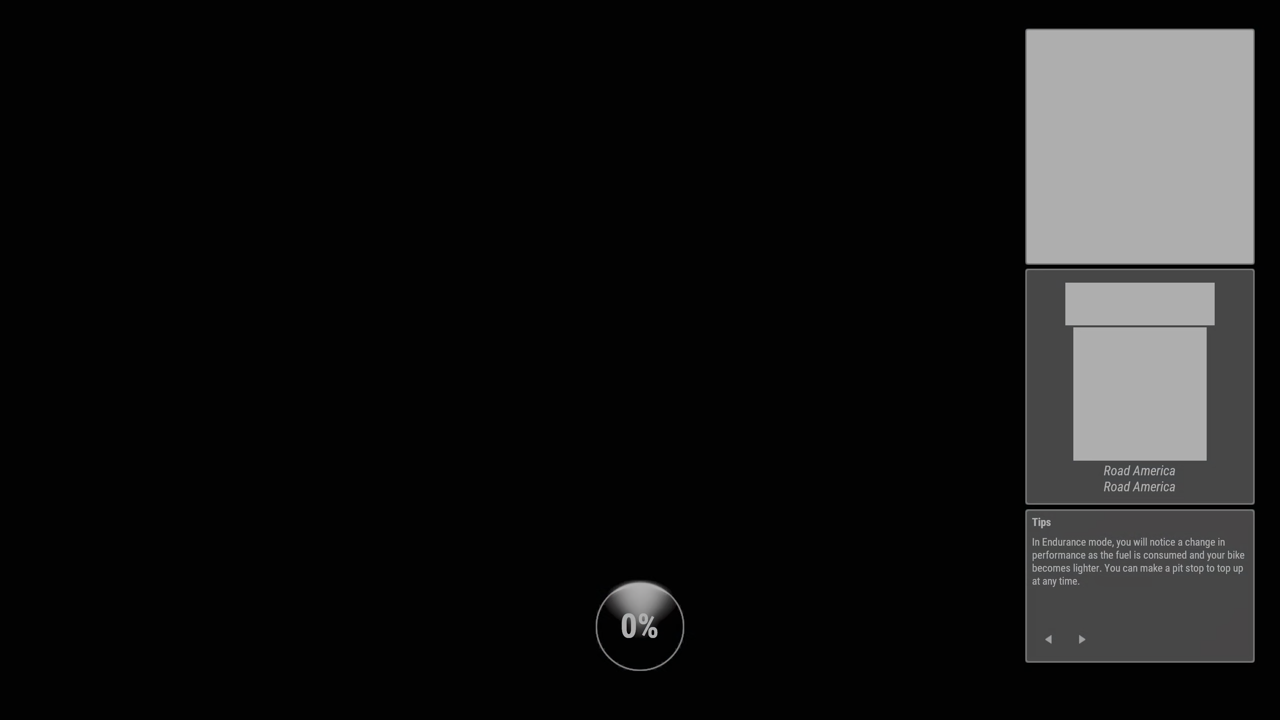 Road America
Road America
Tips
In Endurance mode, you will notice a change in
performance as the fuel is consumed and your bike
becomes lighter. You can make a pit stop to top up
at any time.
0%